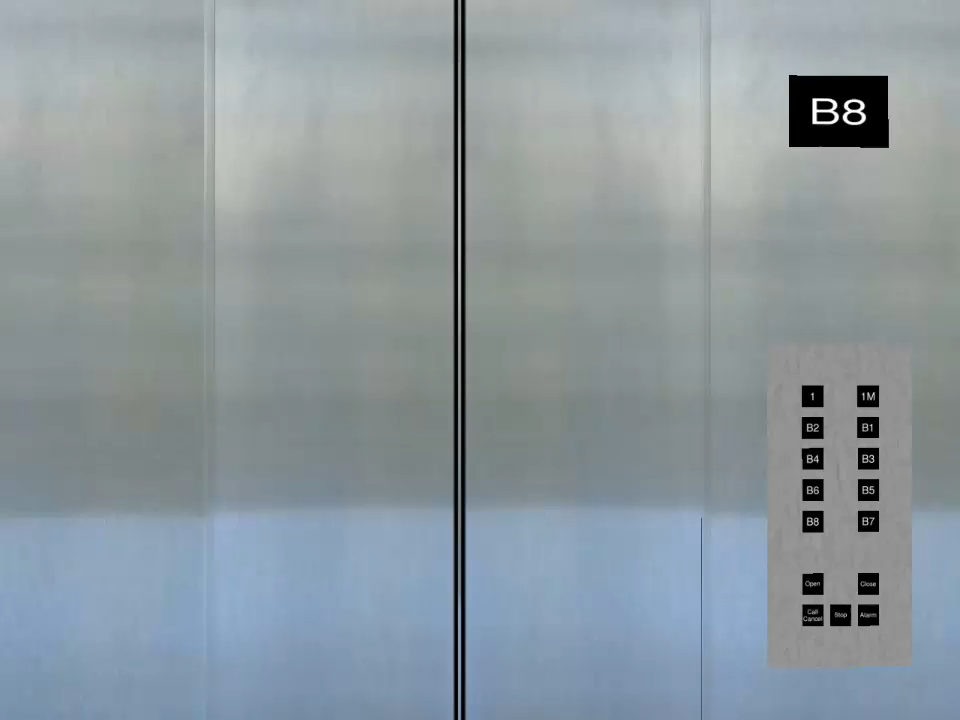 B8
1 1M
B2 B1
B4 B3
B6 B5
B8 B7
Open Close
Call
Cancel Stop Alarm